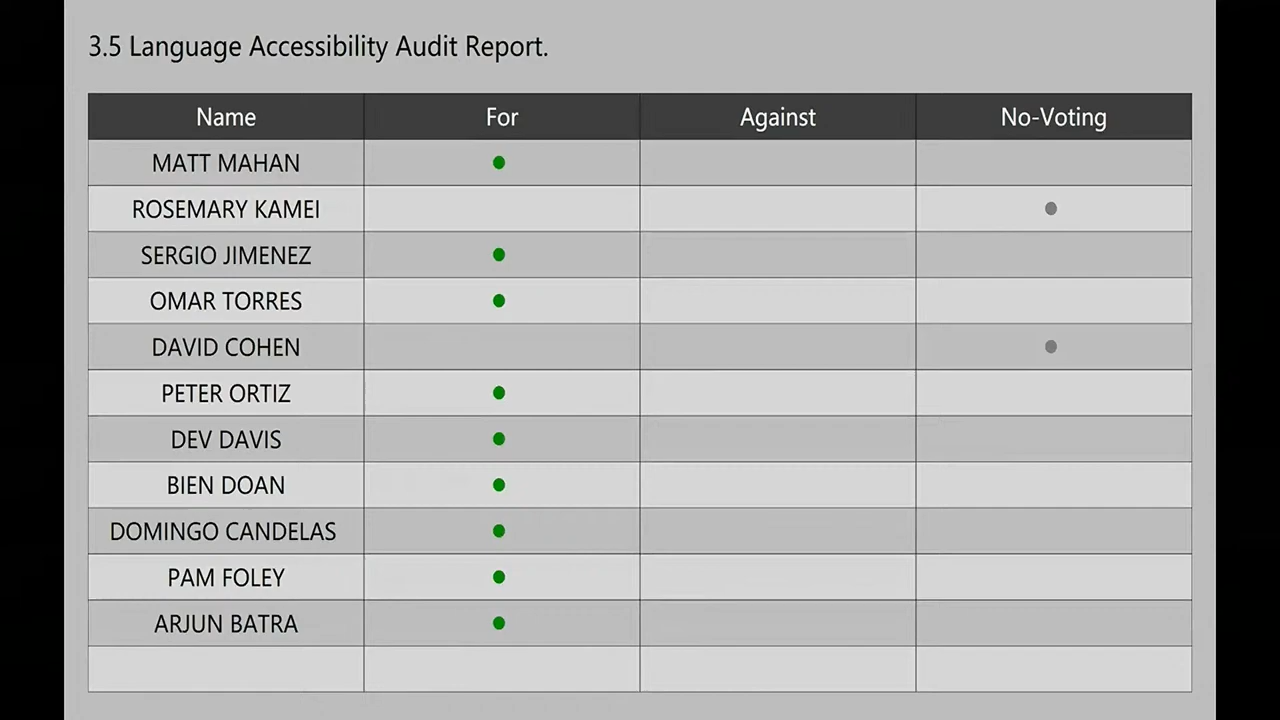 3.5 Language Accessibility Audit Report.
Name For Against No-Voting
MATT MAHAN
ROSEMARY KAMEI
SERGIO JIMENEZ
OMAR TORRES
DAVID COHEN
PETER ORTIZ
DEV DAVIS
BIEN DOAN
DOMINGO CANDELAS
PAM FOLEY
ARJUN BATRA